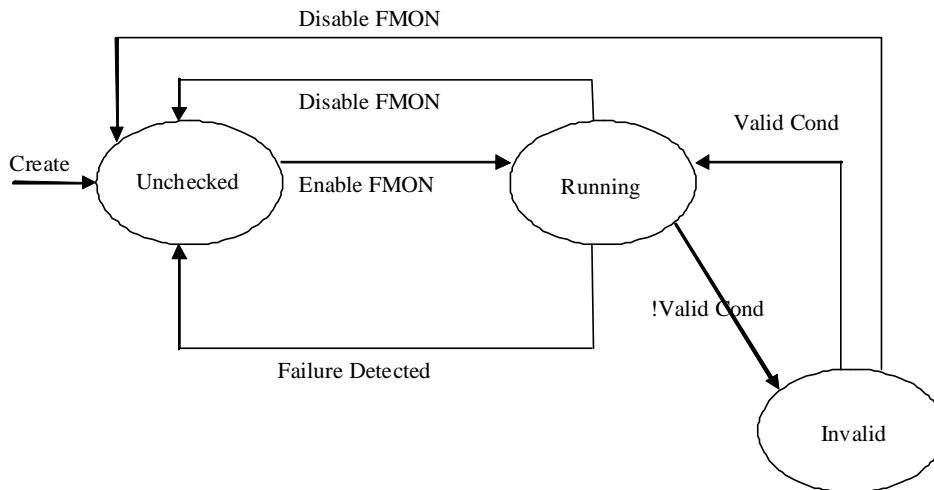 Disable FMON
Disable FMON
Valid Cond
Create
Unchecked
Enable FMON
Running
!Valid Cond
Failure Detected
Invalid